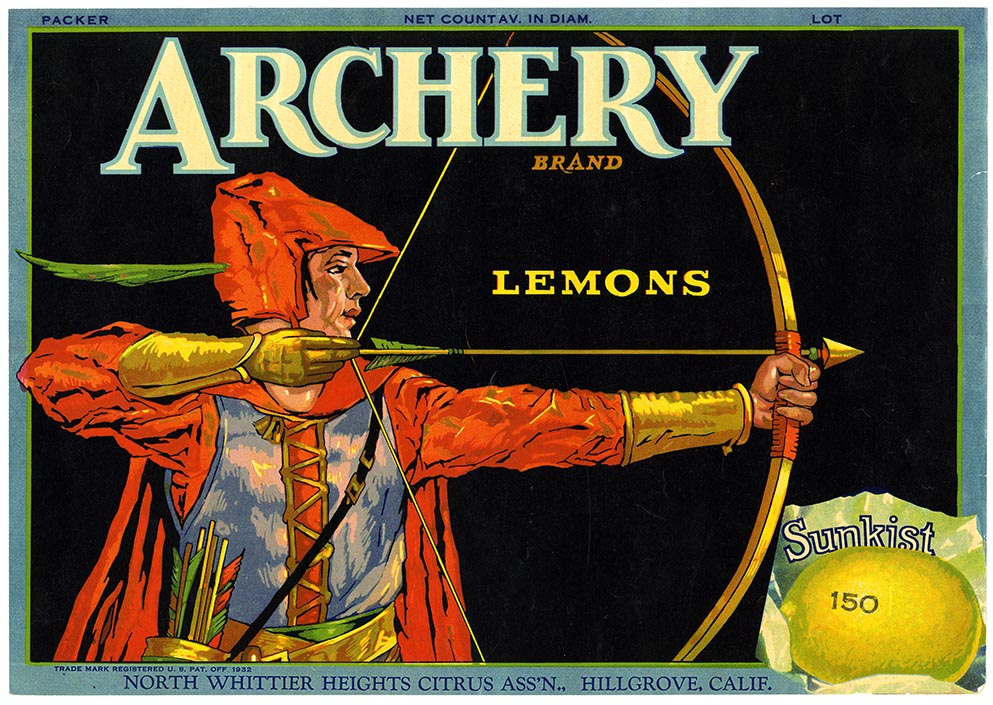 PACKER NET COUNT AV. IN DIAM. LOT
ARCHERY
BRAND
LEMONS
Sunkist
150
TRADE MARK REGISTERED U. S. PAT. OFF. 1932
NORTH WHITTIER HEIGHTS CITRUS ASS'N., HILLGROVE, CALIF.